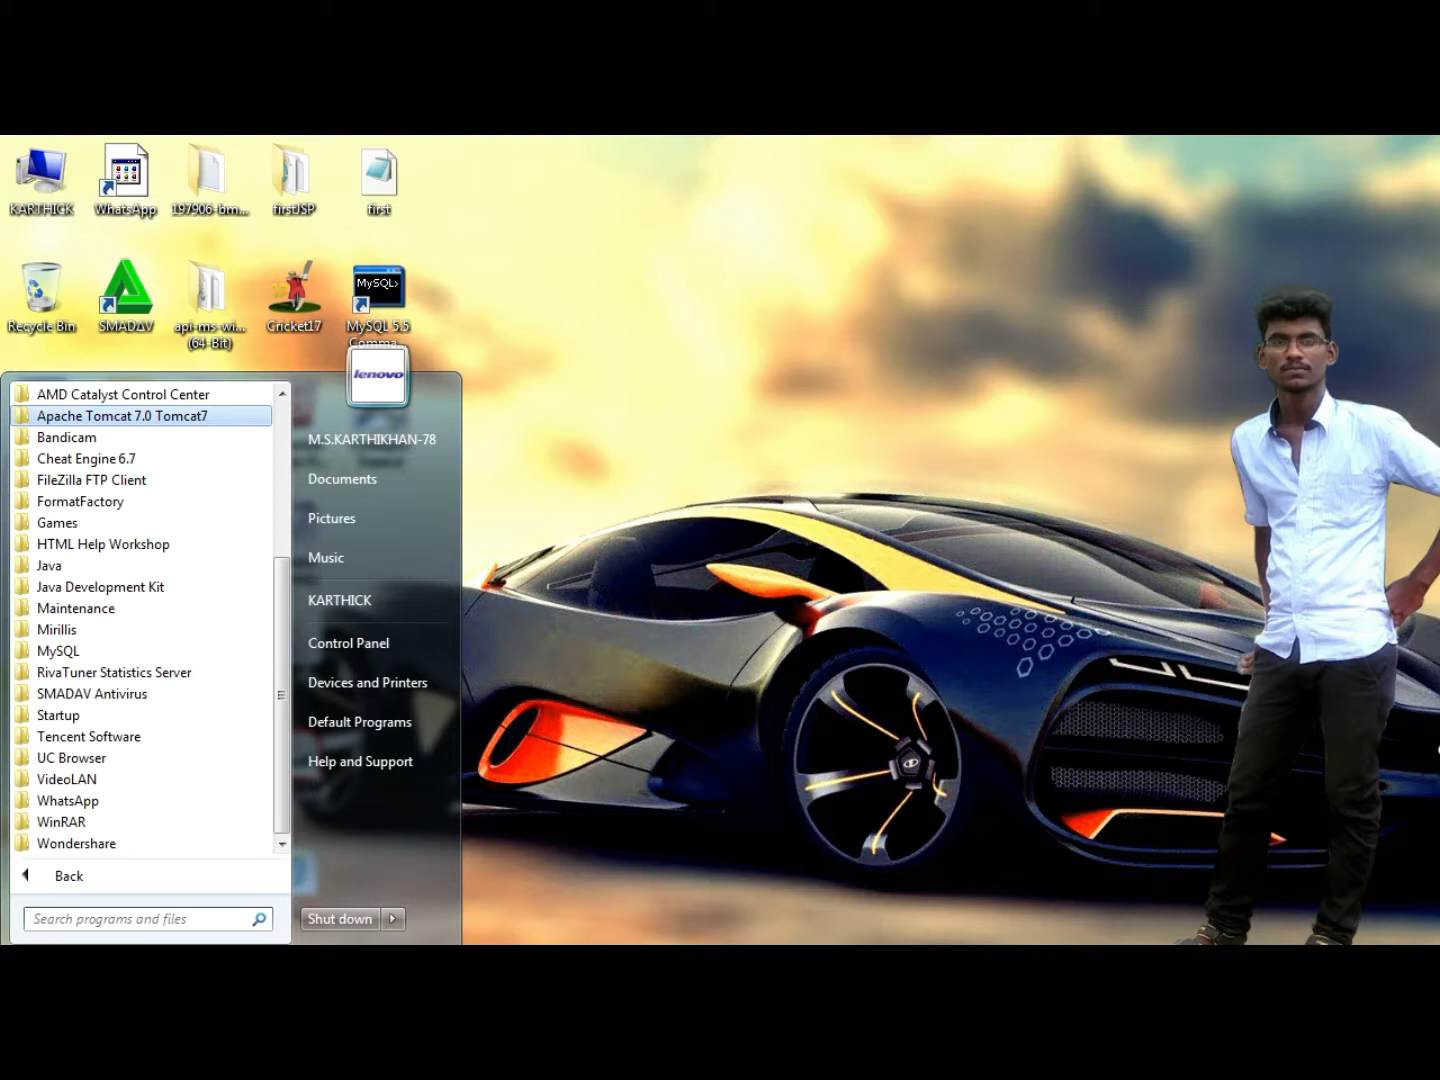 KARTHICK
WhatsApp
197906-bm...
firstJSP
first
MySQL>
Recycle Bin
SMADAV
api-ms-wi...
(64-Bit)
Cricket17
MySQL 5.5
Comma...
lenovo
AMD Catalyst Control Center
Apache Tomcat 7.0 Tomcat7
Bandicam
Cheat Engine 6.7
FileZilla FTP Client
FormatFactory
Games
HTML Help Workshop
Java
Java Development Kit
Maintenance
Mirillis
MySQL
RivaTuner Statistics Server
SMADAV Antivirus
Startup
Tencent Software
UC Browser
VideoLAN
WhatsApp
WinRAR
Wondershare
Back
Search programs and files
M.S.KARTHIKHAN-78
Documents
Pictures
Music
KARTHICK
Control Panel
Devices and Printers
Default Programs
Help and Support
Shut down